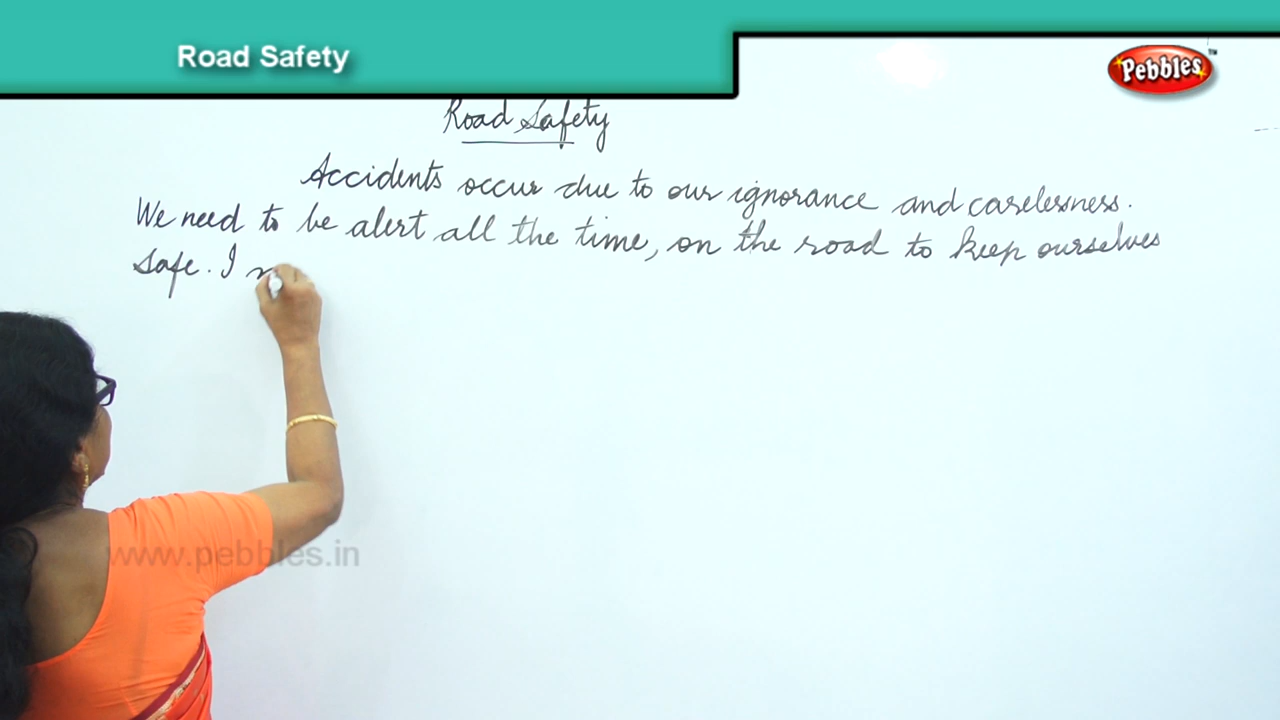 Road Safety
Pebbles™
Road Safety
Accidents occur due to our ignorance and carelessness.
We need to be alert all the time, on the road to keep ourselves
safe. I
www.pebbles.in